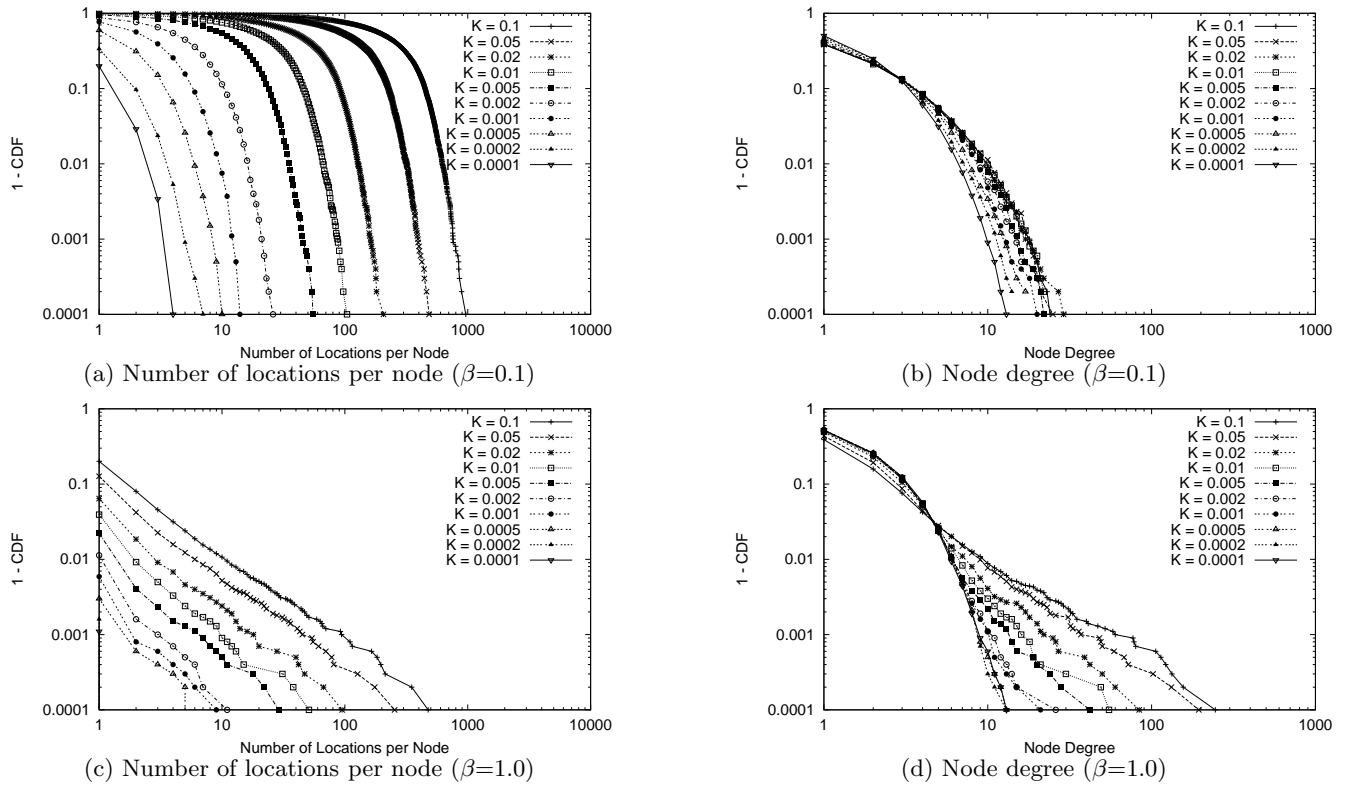 1
0.1
0.01
0.001
0.0001
1 - CDF
1 10 100 1000 10000
Number of Locations per Node
K = 0.1
K = 0.05
K = 0.02
K = 0.01
K = 0.005
K = 0.002
K = 0.001
K = 0.0005
K = 0.0002
K = 0.0001
(a) Number of locations per node (β=0.1)
1
0.1
0.01
0.001
0.0001
1 - CDF
1 10 100 1000
Node Degree
K = 0.1
K = 0.05
K = 0.02
K = 0.01
K = 0.005
K = 0.002
K = 0.001
K = 0.0005
K = 0.0002
K = 0.0001
(b) Node degree (β=0.1)
1
0.1
0.01
0.001
0.0001
1 - CDF
1 10 100 1000 10000
Number of Locations per Node
K = 0.1
K = 0.05
K = 0.02
K = 0.01
K = 0.005
K = 0.002
K = 0.001
K = 0.0005
K = 0.0002
K = 0.0001
(c) Number of locations per node (β=1.0)
1
0.1
0.01
0.001
0.0001
1 - CDF
1 10 100 1000
Node Degree
K = 0.1
K = 0.05
K = 0.02
K = 0.01
K = 0.005
K = 0.002
K = 0.001
K = 0.0005
K = 0.0002
K = 0.0001
(d) Node degree (β=1.0)